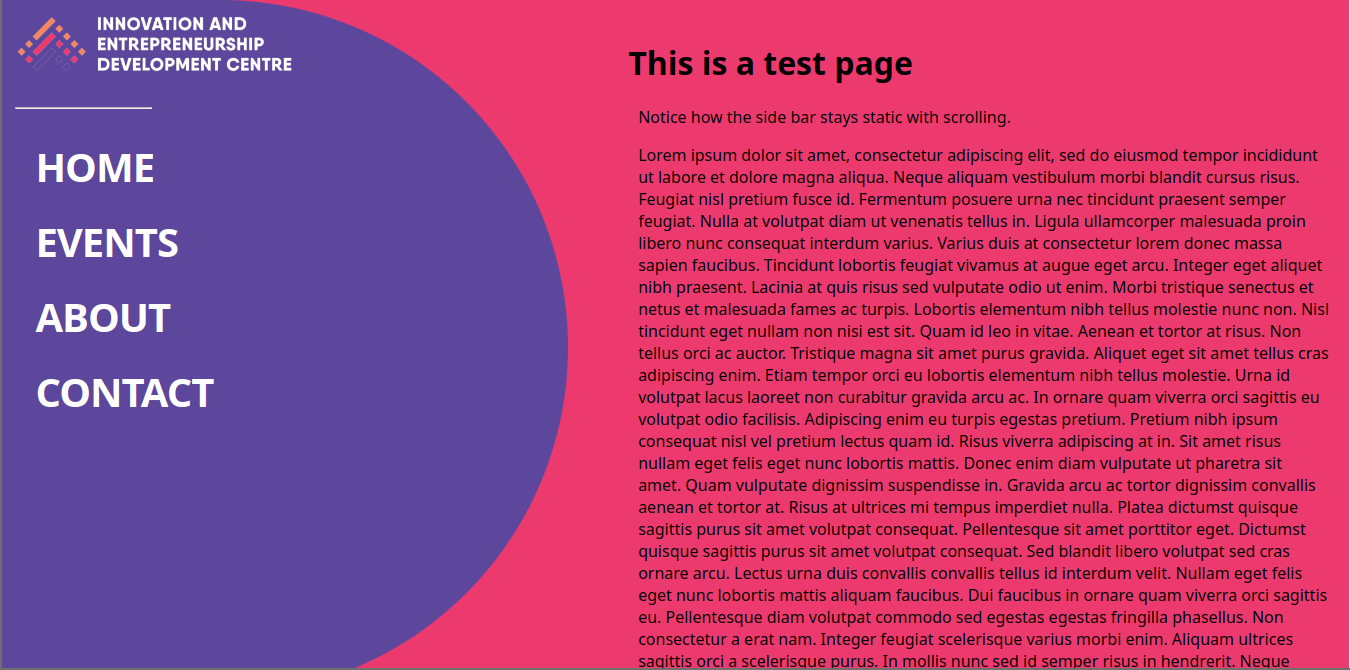 INNOVATION AND
ENTREPRENEURSHIP
DEVELOPMENT CENTRE
HOME
EVENTS
ABOUT
CONTACT
This is a test page
Notice how the side bar stays static with scrolling.
Lorem ipsum dolor sit amet, consectetur adipiscing elit, sed do eiusmod tempor incididunt
ut labore et dolore magna aliqua. Neque aliquam vestibulum morbi blandit cursus risus.
Feugiat nisl pretium fusce id. Fermentum posuere urna nec tincidunt praesent semper
feugiat. Nulla at volutpat diam ut venenatis tellus in. Ligula ullamcorper malesuada proin
libero nunc consequat interdum varius. Varius duis at consectetur lorem donec massa
sapien faucibus. Tincidunt lobortis feugiat vivamus at augue eget arcu. Integer eget aliquet
nibh praesent. Lacinia at quis risus sed vulputate odio ut enim. Morbi tristique senectus et
netus et malesuada fames ac turpis. Lobortis elementum nibh tellus molestie nunc non. Nisl
tincidunt eget nullam non nisi est sit. Quam id leo in vitae. Aenean et tortor at risus. Non
tellus orci ac auctor. Tristique magna sit amet purus gravida. Aliquet eget sit amet tellus cras
adipiscing enim. Etiam tempor orci eu lobortis elementum nibh tellus molestie. Urna id
volutpat lacus laoreet non curabitur gravida arcu ac. In ornare quam viverra orci sagittis eu
volutpat odio facilisis. Adipiscing enim eu turpis egestas pretium. Pretium nibh ipsum
consequat nisl vel pretium lectus quam id. Risus viverra adipiscing at in. Sit amet risus
nullam eget felis eget nunc lobortis mattis. Donec enim diam vulputate ut pharetra sit
amet. Quam vulputate dignissim suspendisse in. Gravida arcu ac tortor dignissim convallis
aenean et tortor at. Risus at ultrices mi tempus imperdiet nulla. Platea dictumst quisque
sagittis purus sit amet volutpat consequat. Pellentesque sit amet porttitor eget. Dictumst
quisque sagittis purus sit amet volutpat consequat. Sed blandit libero volutpat sed cras
ornare arcu. Lectus urna duis convallis convallis tellus id interdum velit. Nullam eget felis
eget nunc lobortis mattis aliquam faucibus. Dui faucibus in ornare quam viverra orci sagittis
eu. Pellentesque diam volutpat commodo sed egestas egestas fringilla phasellus. Non
consectetur a erat nam. Integer feugiat scelerisque varius morbi enim. Aliquam ultrices
sagittis orci a scelerisque purus. In mollis nunc sed id semper risus in hendrerit. Neque